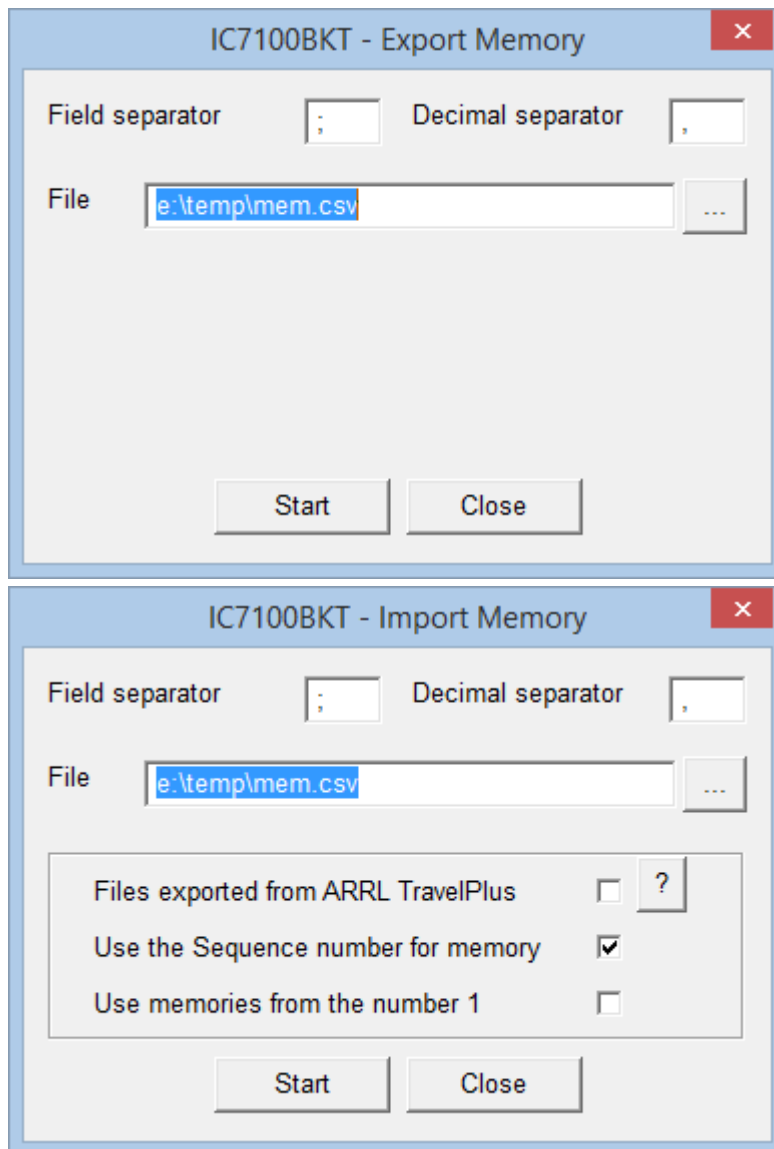 IC7100BKT - Export Memory
Field separator ; Decimal separator ,
File e:\temp\mem.csv ...
Start Close
IC7100BKT - Import Memory
Field separator ; Decimal separator ,
File e:\temp\mem.csv ...
Files exported from ARRL TravelPlus ?
Use the Sequence number for memory
Use memories from the number 1
Start Close